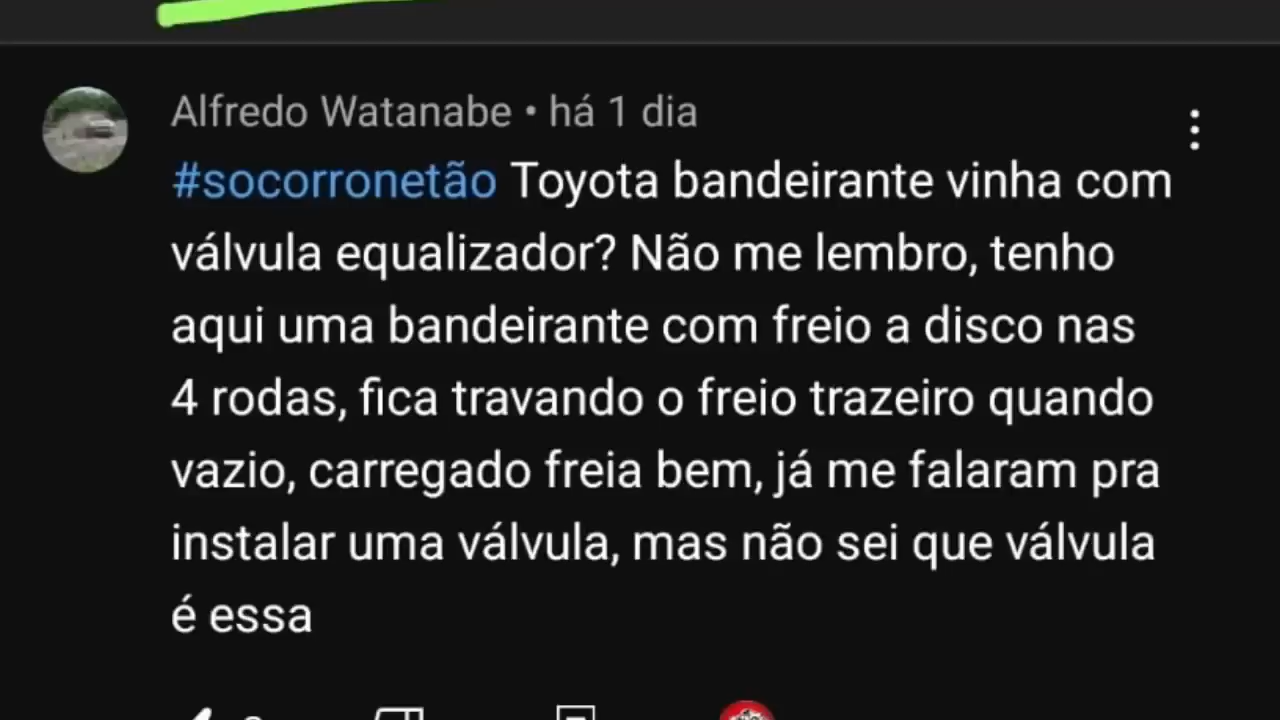 Alfredo Watanabe • há 1 dia
#socorronetão Toyota bandeirante vinha com
válvula equalizador? Não me lembro, tenho
aqui uma bandeirante com freio a disco nas
4 rodas, fica travando o freio trazeiro quando
vazio, carregado freia bem, já me falaram pra
instalar uma válvula, mas não sei que válvula
é essa